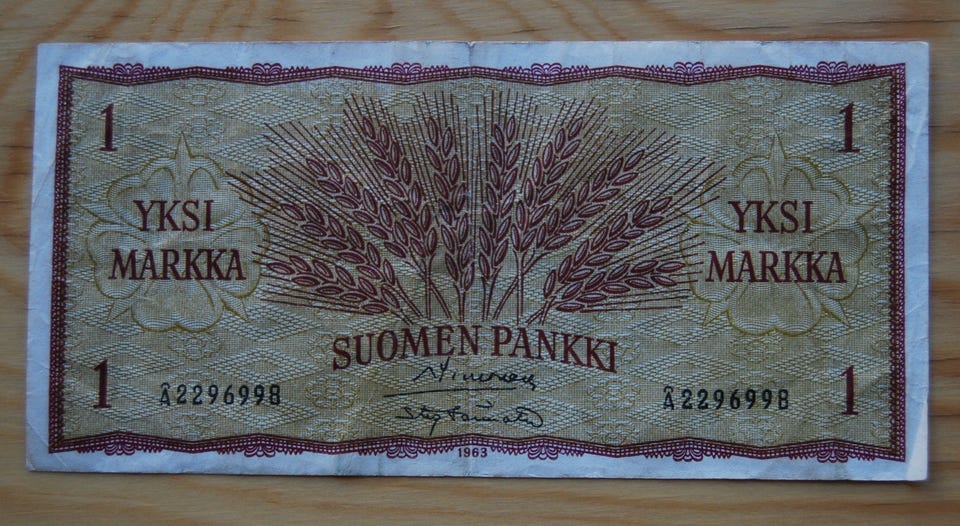 1
1
YKSI
MARKKA
YKSI
MARKKA
SUOMEN PANKKI
1
Â2296998
Â2296998
1
1963